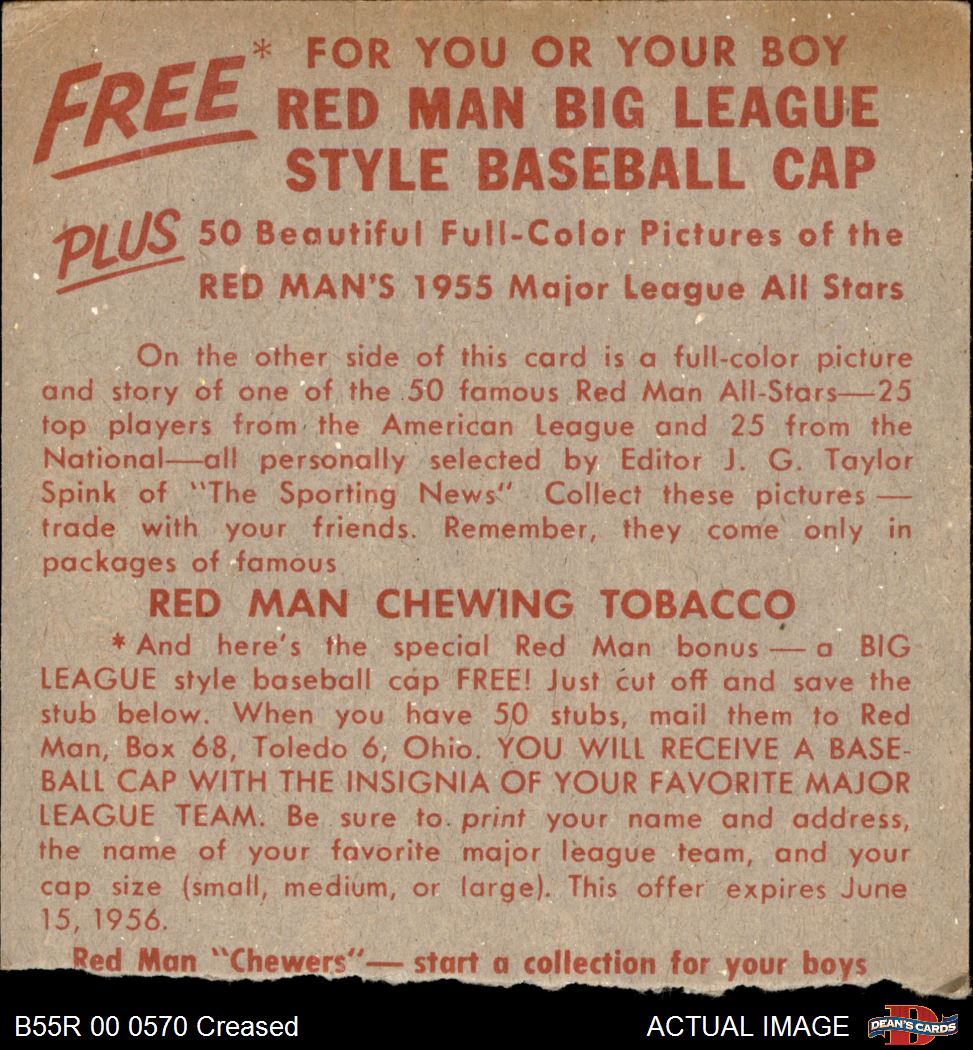 FREE* FOR YOU OR YOUR BOY
RED MAN BIG LEAGUE
STYLE BASEBALL CAP
PLUS 50 Beautiful Full-Color Pictures of the
RED MAN'S 1955 Major League All Stars
On the other side of this card is a full-color picture
and story of one of the 50 famous Red Man All-Stars—25
top players from the American League and 25 from the
National—all personally selected by Editor J. G. Taylor
Spink of "The Sporting News" Collect these pictures —
trade with your friends. Remember, they come only in
packages of famous
RED MAN CHEWING TOBACCO
* And here's the special Red Man bonus — a BIG
LEAGUE style baseball cap FREE! Just cut off and save the
stub below. When you have 50 stubs, mail them to Red
Man, Box 68, Toledo 6, Ohio. YOU WILL RECEIVE A BASE-
BALL CAP WITH THE INSIGNIA OF YOUR FAVORITE MAJOR
LEAGUE TEAM. Be sure to print your name and address,
the name of your favorite major league team, and your
cap size (small, medium, or large). This offer expires June
15, 1956.
Red Man "Chewers"— start a collection for your boys
B55R 00 0570 Creased
ACTUAL IMAGE
DEAN'S CARDS